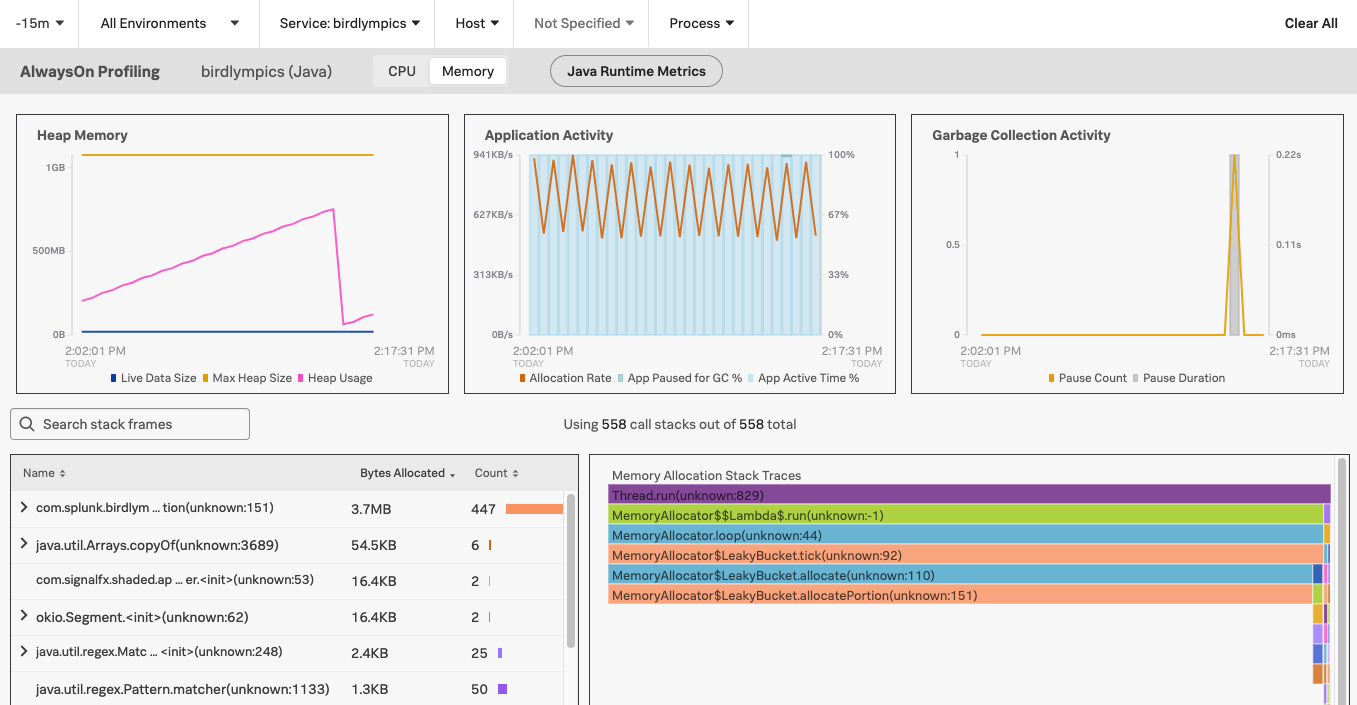 -15m All Environments Service: birdlympics Host Not Specified Process Clear All
AlwaysOn Profiling birdlympics (Java) CPU Memory Java Runtime Metrics
Heap Memory
1GB
500MB
0B
2:02:01 PM 2:17:31 PM
TODAY TODAY
Live Data Size Max Heap Size Heap Usage
Application Activity
941KB/s 100%
627KB/s 67%
313KB/s 33%
0B/s 0%
2:02:01 PM 2:17:31 PM
TODAY TODAY
Allocation Rate App Paused for GC % App Active Time %
Garbage Collection Activity
1 0.22s
0.5 0.11s
0 0ms
2:02:01 PM 2:17:31 PM
TODAY TODAY
Pause Count Pause Duration
Search stack frames
Using 558 call stacks out of 558 total
Name Bytes Allocated Count
com.splunk.birdlym ... tion(unknown:151) 3.7MB 447
java.util.Arrays.copyOf(unknown:3689) 54.5KB 6
com.signalfx.shaded.ap ... er.<init>(unknown:53) 16.4KB 2
okio.Segment.<init>(unknown:62) 16.4KB 2
java.util.regex.Matc ... <init>(unknown:248) 2.4KB 25
java.util.regex.Pattern.matcher(unknown:1133) 1.3KB 50
Memory Allocation Stack Traces
Thread.run(unknown:829)
MemoryAllocator$$Lambda$.run(unknown:-1)
MemoryAllocator.loop(unknown:44)
MemoryAllocator$LeakyBucket.tick(unknown:92)
MemoryAllocator$LeakyBucket.allocate(unknown:110)
MemoryAllocator$LeakyBucket.allocatePortion(unknown:151)